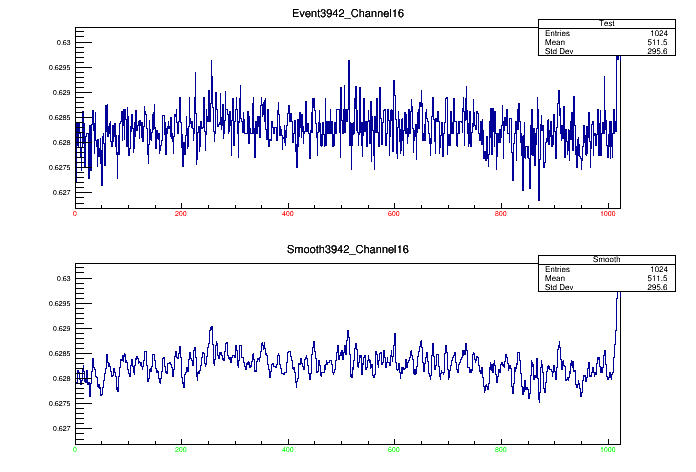 Event3942_Channel16
Test
Entries 1024
Mean 511.5
Std Dev 295.6
0.63
0.6295
0.629
0.6285
0.628
0.6275
0.627
0 200 400 600 800 1000
Smooth3942_Channel16
Smooth
Entries 1024
Mean 511.5
Std Dev 295.6
0.63
0.6295
0.629
0.6285
0.628
0.6275
0.627
0 200 400 600 800 1000